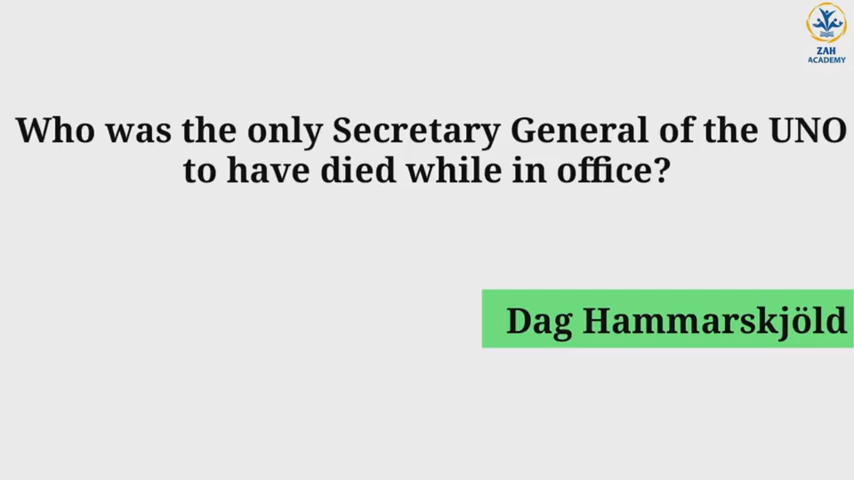 ZAH
ACADEMY
Who was the only Secretary General of the UNO
to have died while in office?
Dag Hammarskjöld